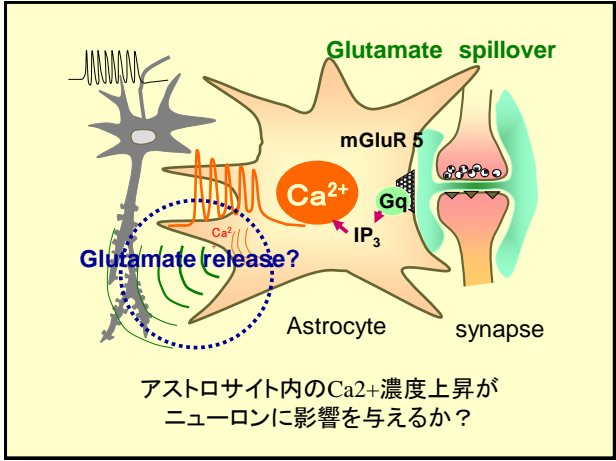 Glutamate spillover
mGluR 5
Ca2+
Gq
IP3
Ca2
+
Glutamate release?
Astrocyte
synapse
アストロサイト内のCa2+濃度上昇が
ニューロンに影響を与えるか？